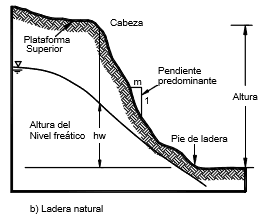 Cabeza
Plataforma
Superior
Pendiente
predominante
m
1
Altura
Altura del
Nivel freático
hw
Pie de ladera
b) Ladera natural